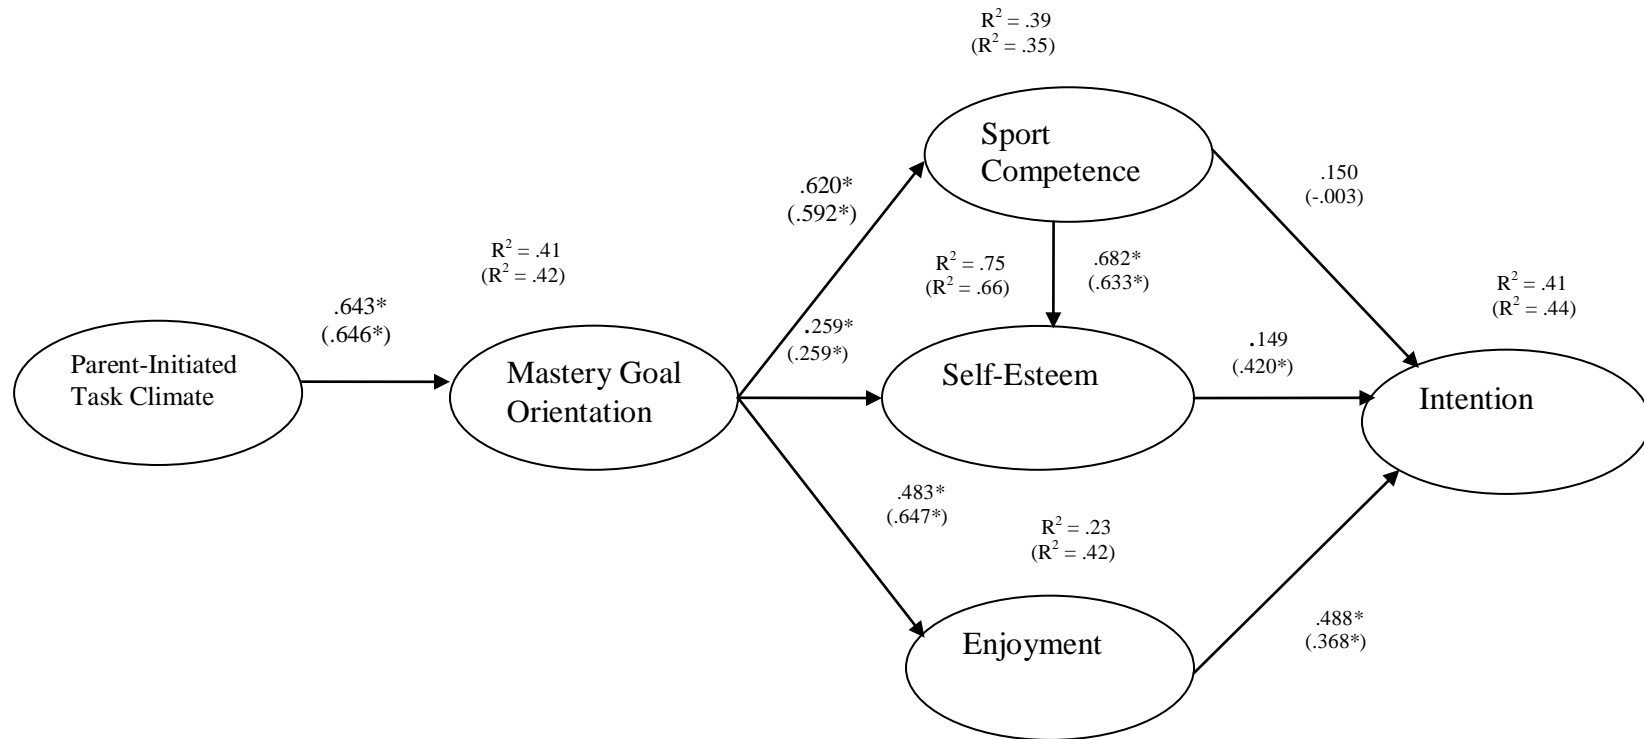 R² = .39
(R² = .35)
Sport
Competence
.620*
(.592*)
.150
(-.003)
R² = .41
(R² = .42)
R² = .75
(R² = .66)
.682*
(.633*)
R² = .41
(R² = .44)
.643*
(.646*)
.259*
(.259*)
.149
(.420*)
Parent-Initiated
Task Climate
Mastery Goal
Orientation
Self-Esteem
Intention
.483*
(.647*)
R² = .23
(R² = .42)
Enjoyment
.488*
(.368*)